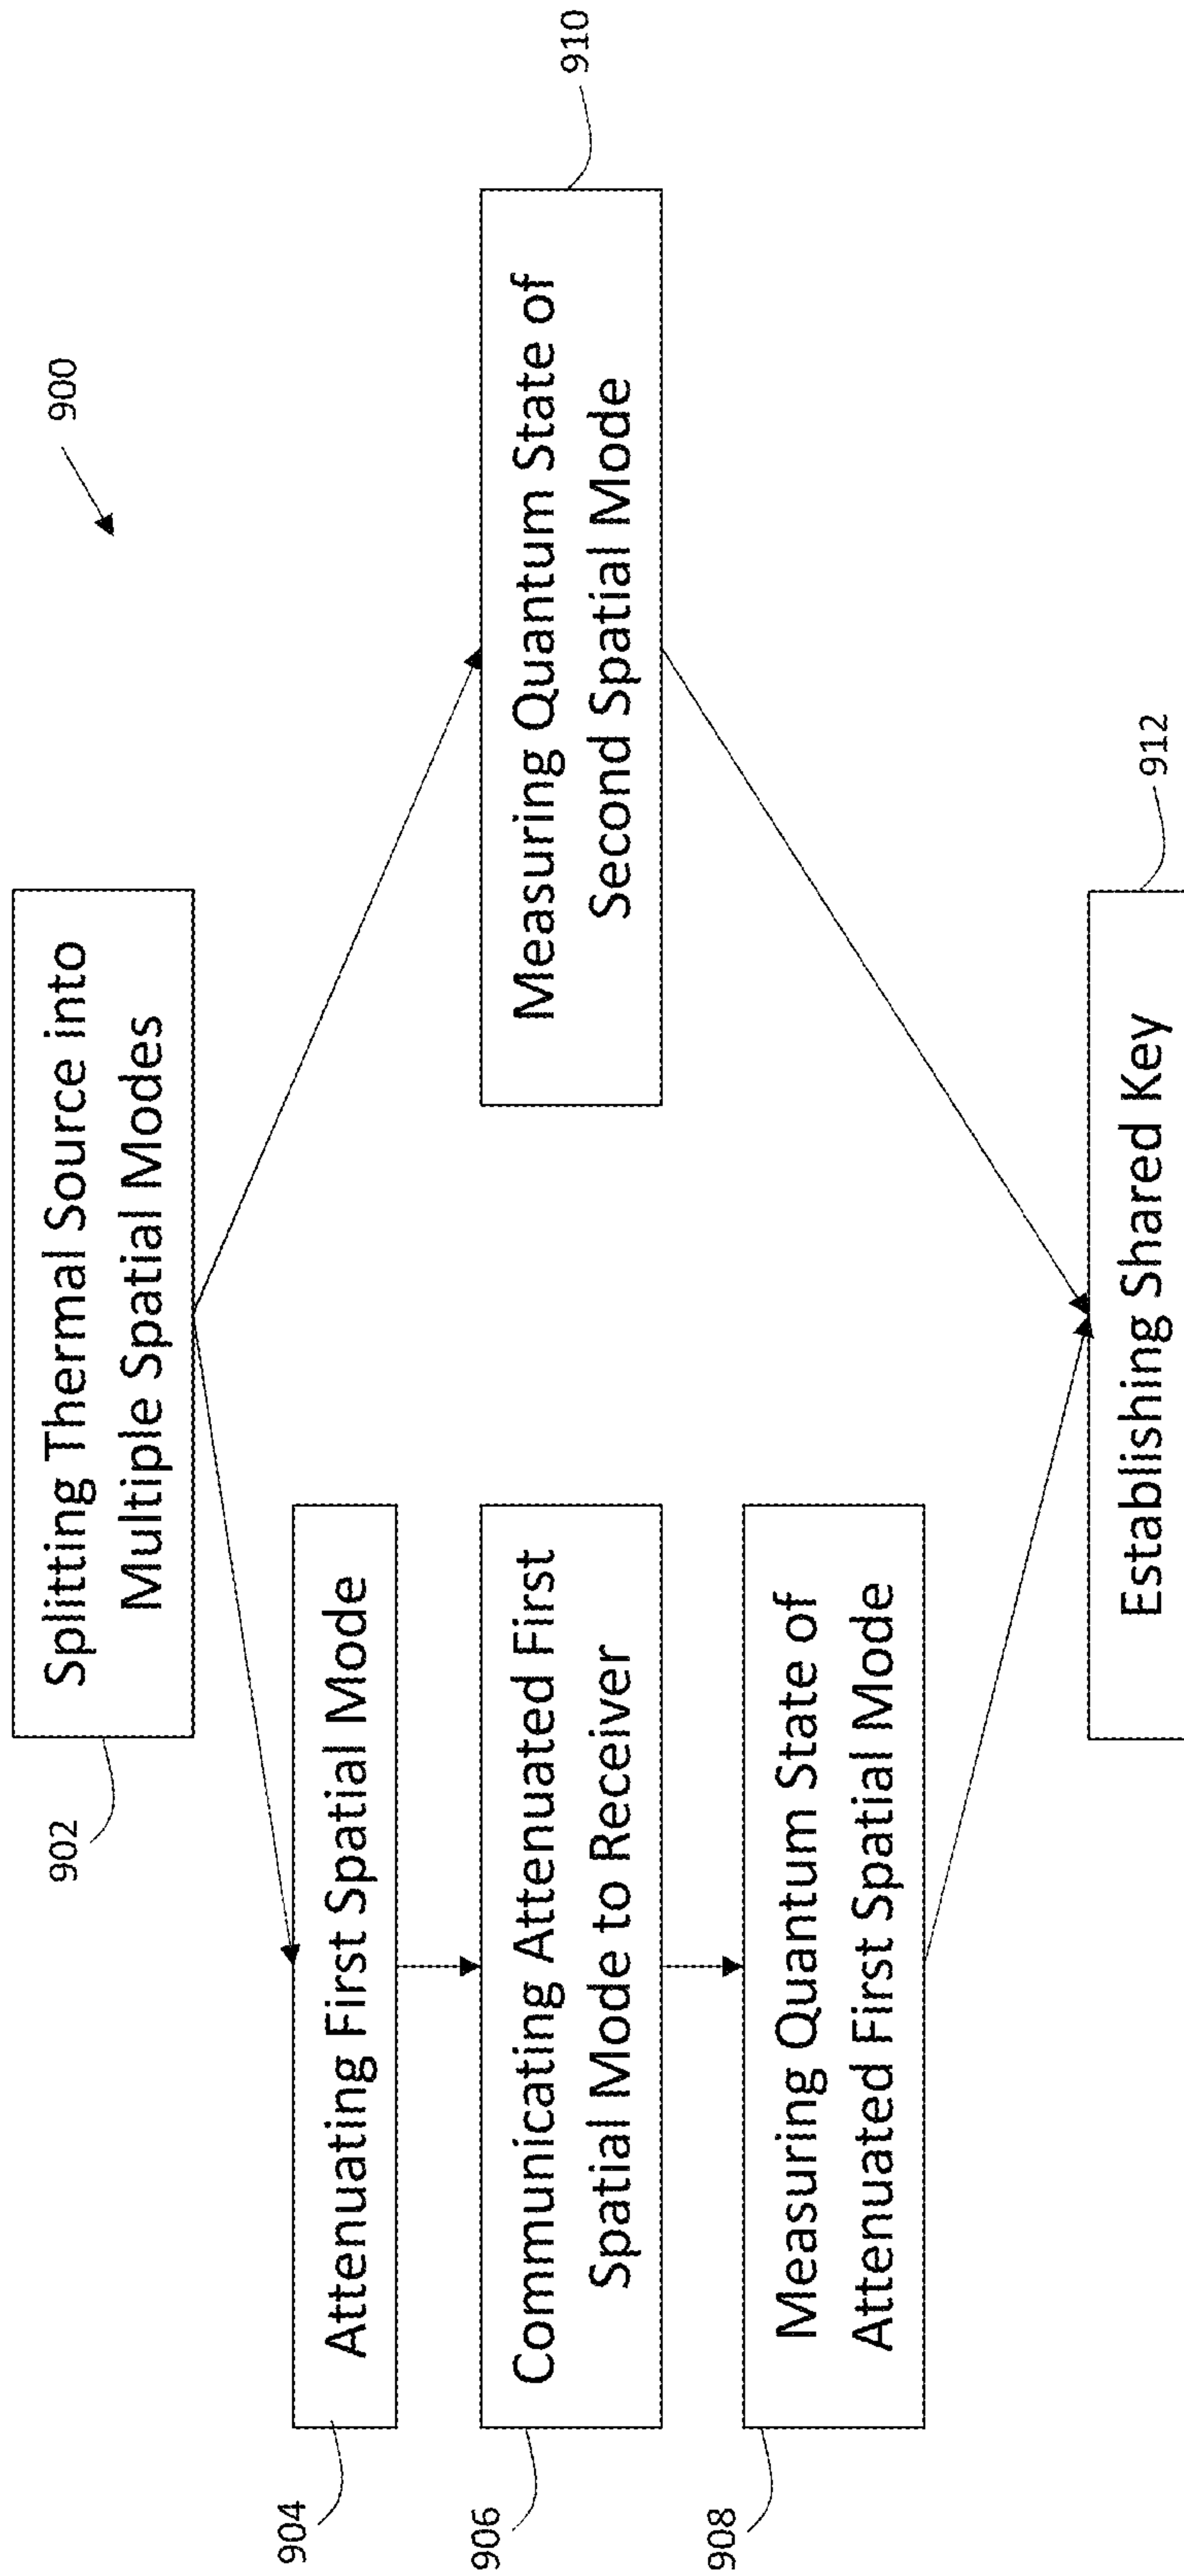 900
902
Splitting Thermal Source into
Multiple Spatial Modes
904
Attenuating First Spatial Mode
906
Communicating Attenuated First
Spatial Mode to Receiver
908
Measuring Quantum State of
Attenuated First Spatial Mode
Measuring Quantum State of
Second Spatial Mode
910
Establishing Shared Key
912